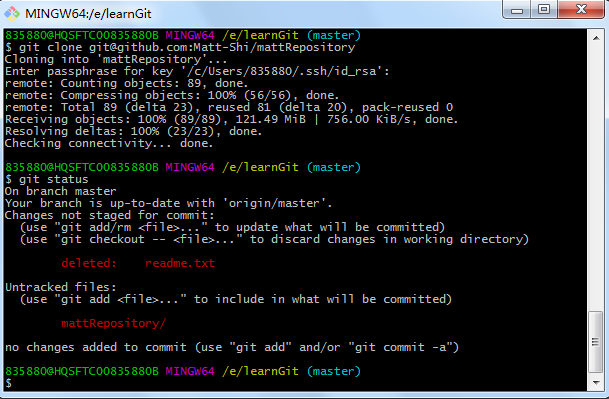 MINGW64:/e/learnGit
835880@HQSFTCO0835880B MINGW64 /e/learnGit (master)
$ git clone git@github.com:Matt-Shi/mattRepository
Cloning into 'mattRepository'...
Enter passphrase for key '/c/Users/835880/.ssh/id_rsa':
remote: Counting objects: 89, done.
remote: Compressing objects: 100% (56/56), done.
remote: Total 89 (delta 23), reused 81 (delta 20), pack-reused 0
Receiving objects: 100% (89/89), 121.49 MiB | 756.00 KiB/s, done.
Resolving deltas: 100% (23/23), done.
Checking connectivity... done.
835880@HQSFTCO0835880B MINGW64 /e/learnGit (master)
$ git status
On branch master
Your branch is up-to-date with 'origin/master'.
Changes not staged for commit:
  (use "git add/rm <file>..." to update what will be committed)
  (use "git checkout -- <file>..." to discard changes in working directory)
        deleted:    readme.txt
Untracked files:
  (use "git add <file>..." to include in what will be committed)
        mattRepository/
no changes added to commit (use "git add" and/or "git commit -a")
835880@HQSFTCO0835880B MINGW64 /e/learnGit (master)
$